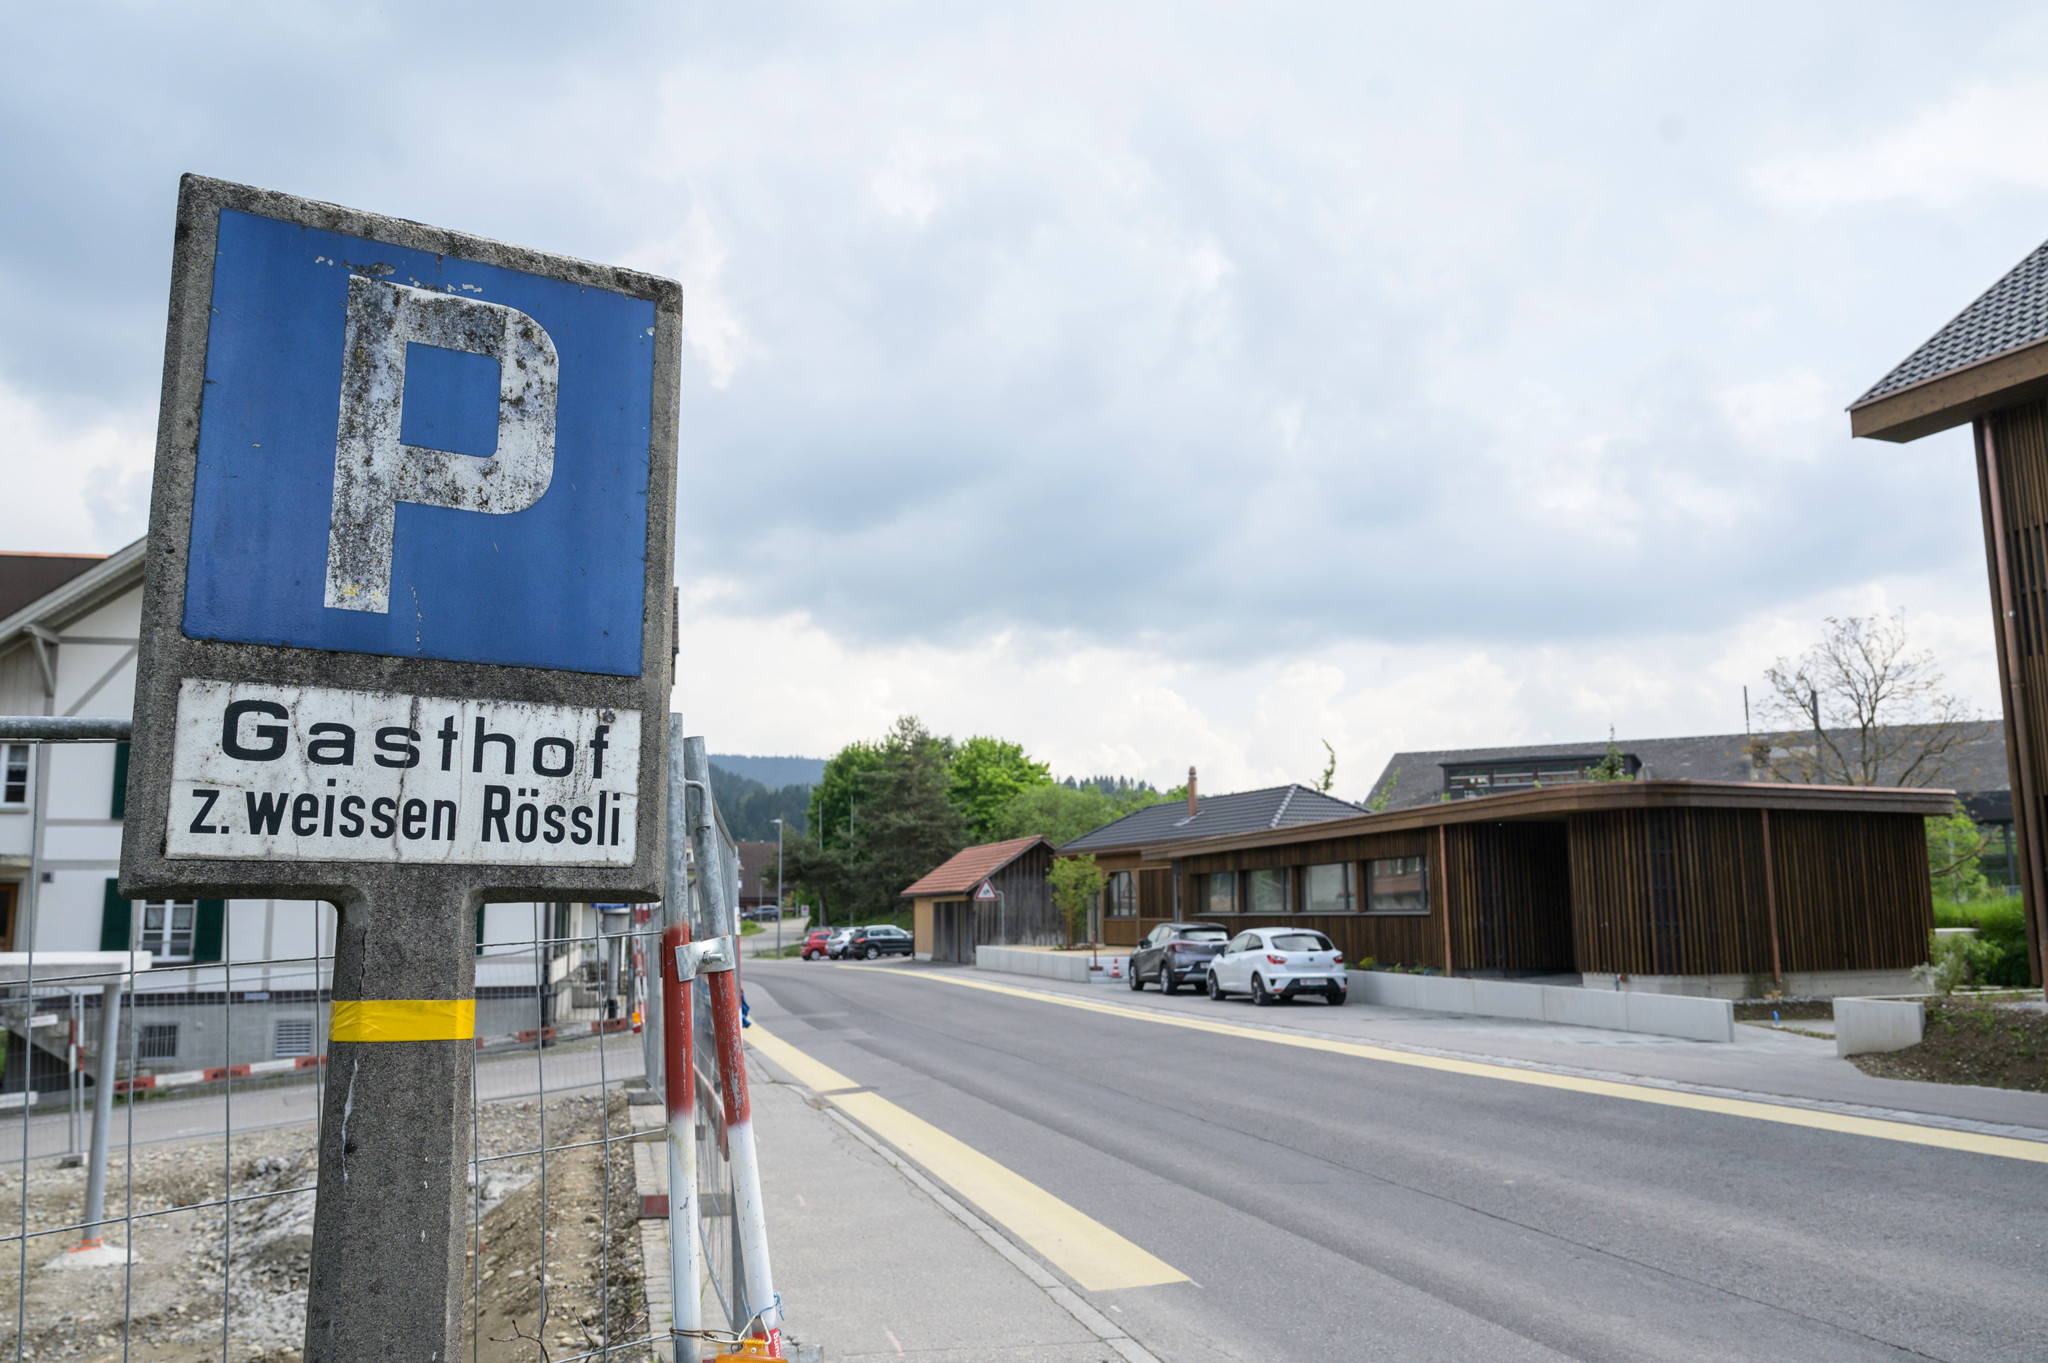 P
Gasthof
z. weissen Rössli